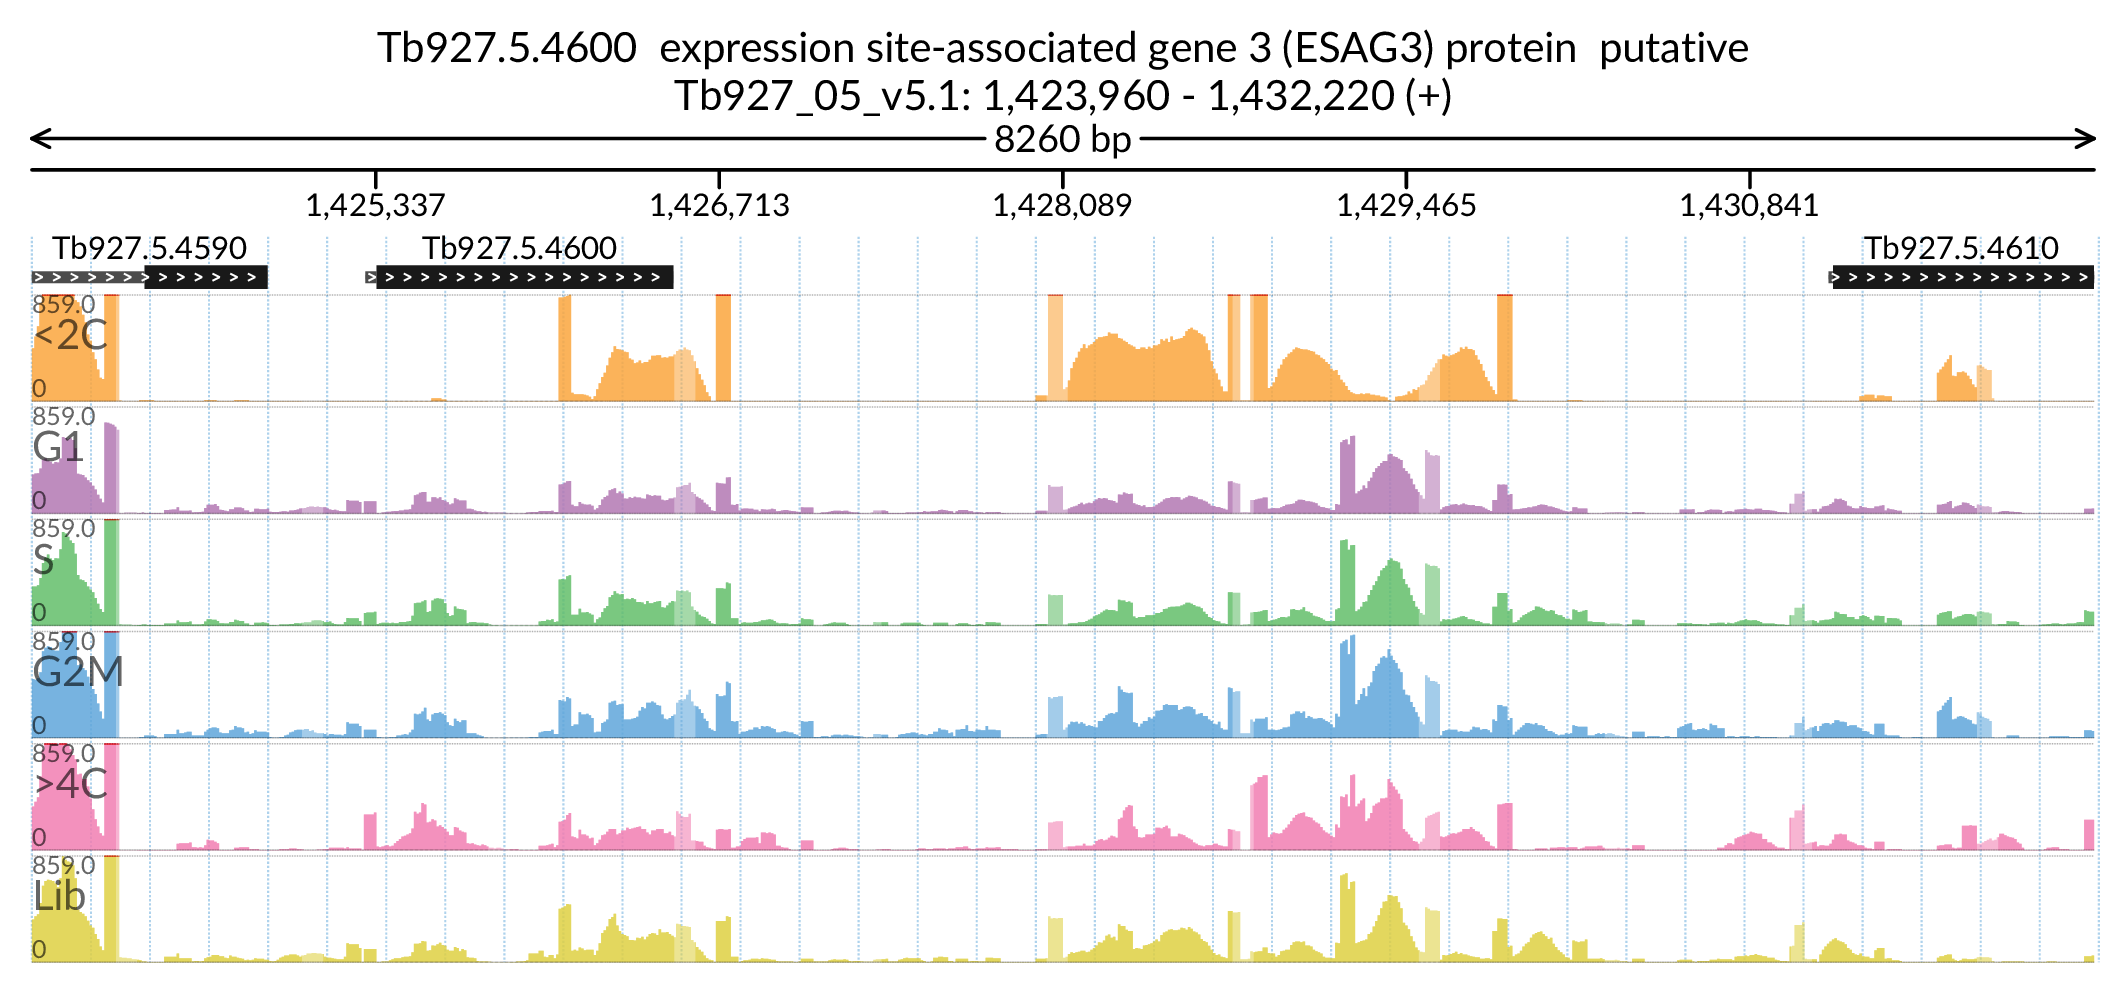 Tb927.5.4600  expression site-associated gene 3 (ESAG3) protein  putative
Tb927_05_v5.1: 1,423,960 - 1,432,220 (+)
8260 bp
1,425,337 1,426,713 1,428,089 1,429,465 1,430,841
Tb927.5.4590 Tb927.5.4600 Tb927.5.4610
859.0
<2C
0
859.0
G1
0
859.0
S
0
859.0
G2M
0
859.0
>4C
0
859.0
Lib
0